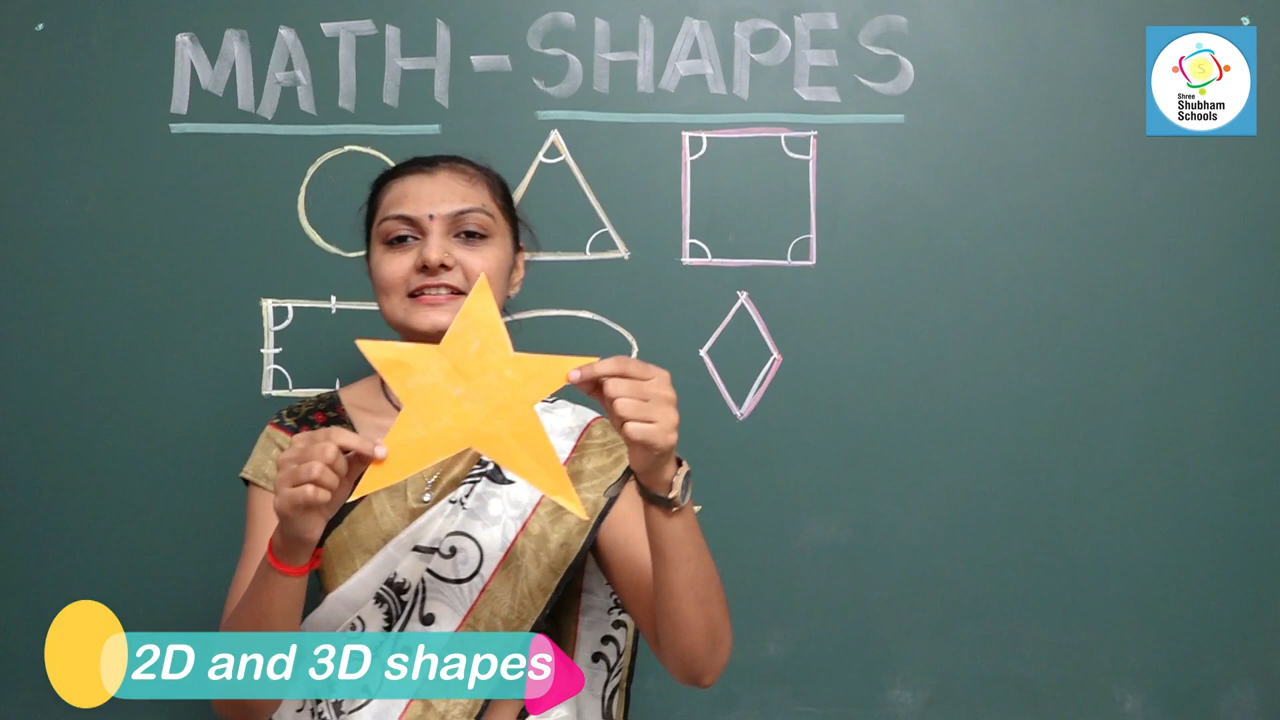 MATH - SHAPES
S
Shree
Shubham
Schools
2D and 3D shapes